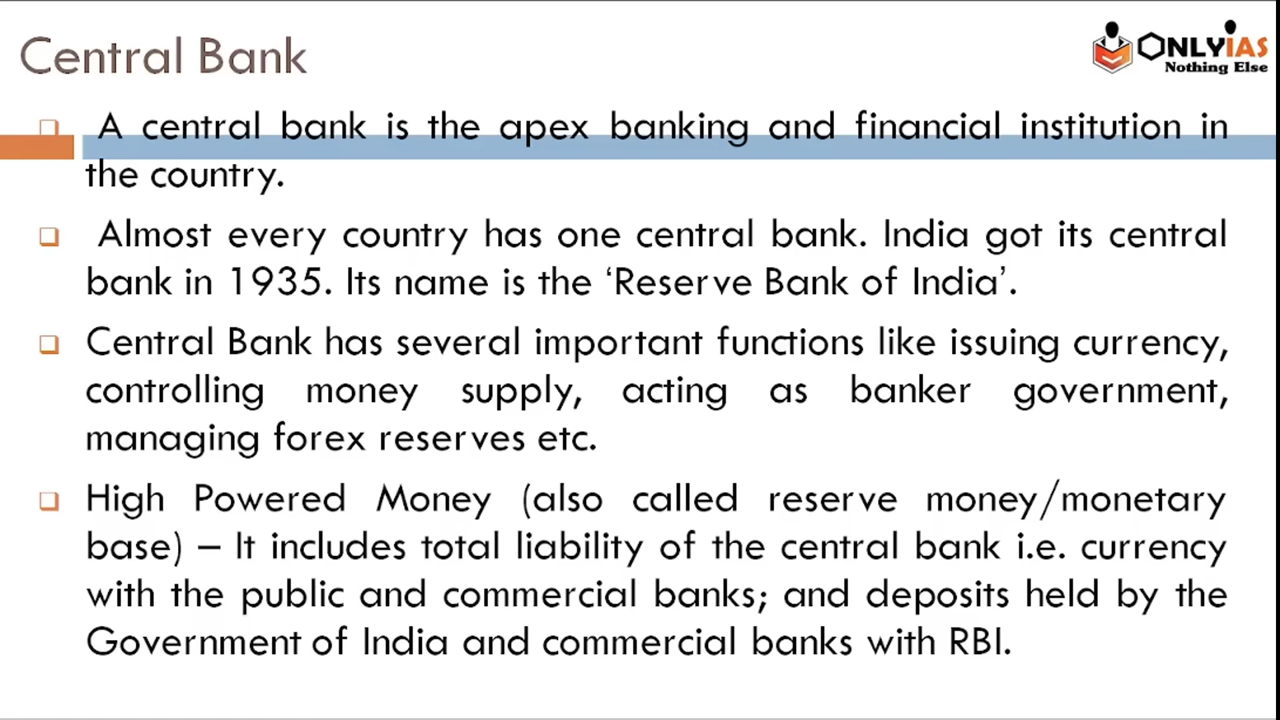 Central Bank
ONLYIAS
Nothing Else
A central bank is the apex banking and financial institution in
the country.
Almost every country has one central bank. India got its central
bank in 1935. Its name is the ‘Reserve Bank of India’.
Central Bank has several important functions like issuing currency,
controlling money supply, acting as banker government,
managing forex reserves etc.
High Powered Money (also called reserve money/monetary
base) – It includes total liability of the central bank i.e. currency
with the public and commercial banks; and deposits held by the
Government of India and commercial banks with RBI.